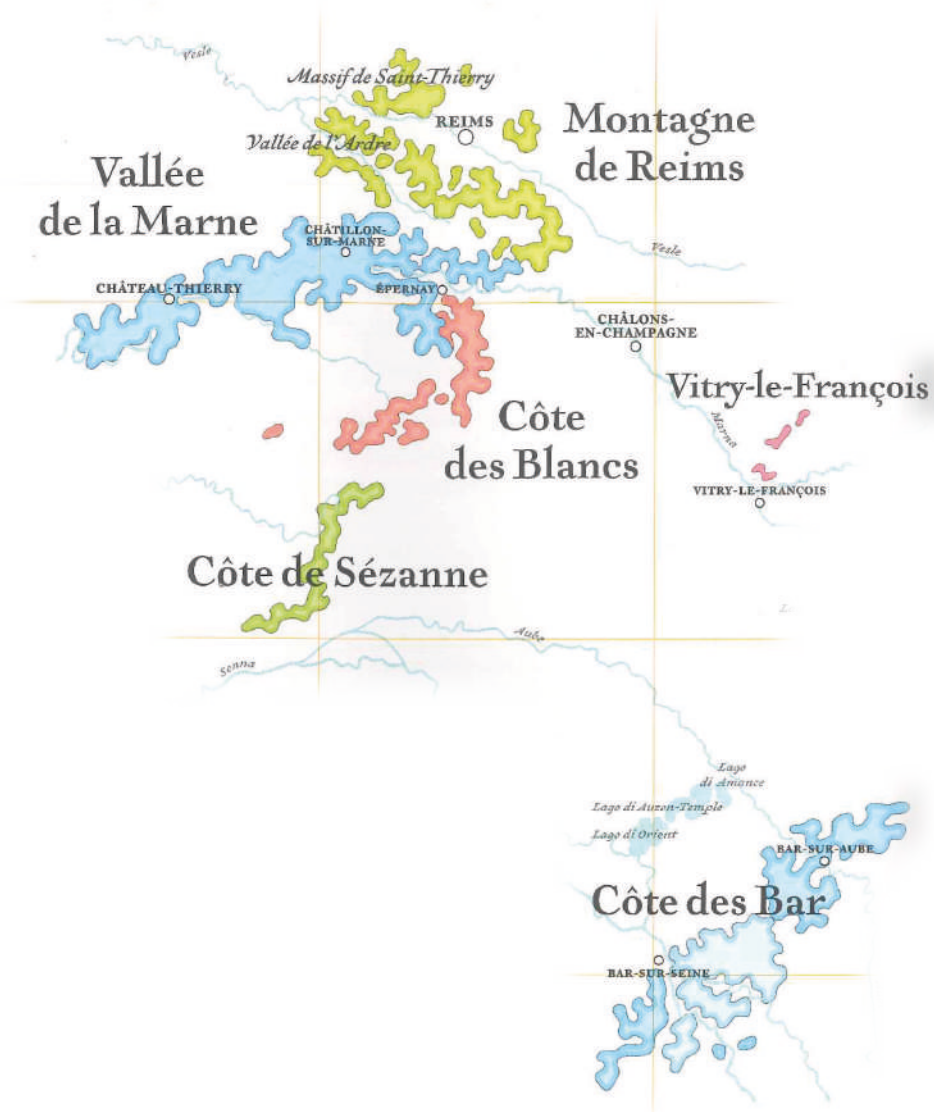 Vesle
Massif de Saint-Thierry
REIMS
Montagne
de Reims
Vallée de l'Ardre
Vallée
de la Marne
CHÂTILLON-
SUR-MARNE
Vesle
CHÂTEAU-THIERRY
ÉPERNAY
CHÂLONS-
EN-CHAMPAGNE
Vitry-le-François
Marna
Côte
des Blancs
VITRY-LE-FRANÇOIS
Côte de Sézanne
Aube
Senna
Lago
di Amance
Lago di Auzon-Temple
Lago di Orient
BAR-SUR-AUBE
Côte des Bar
BAR-SUR-SEINE